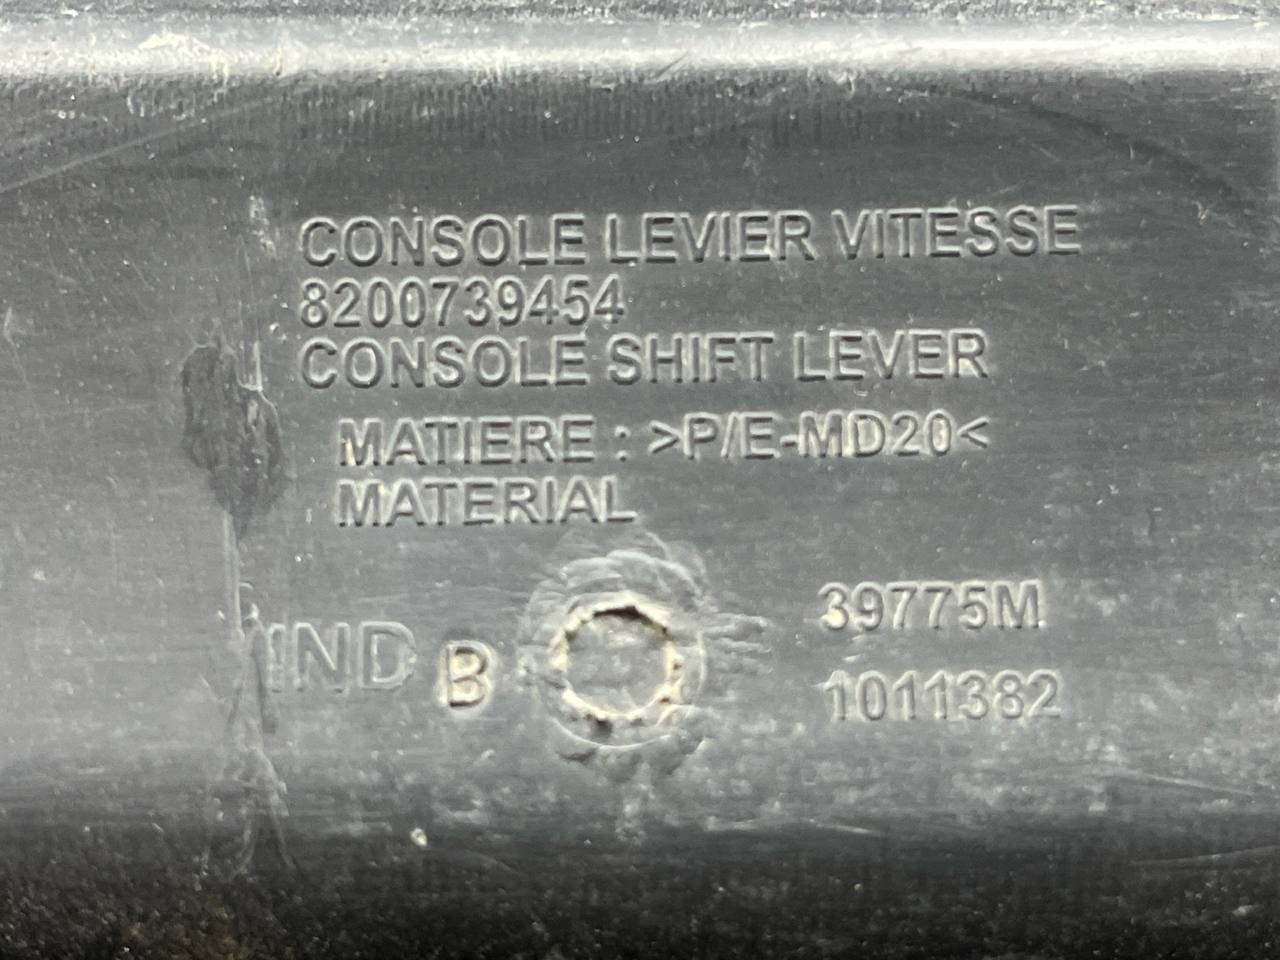 CONSOLE LEVIER VITESSE
8200739454
CONSOLE SHIFT LEVER
MATIERE : >P/E-MD20<
MATERIAL
39775M
IND B
1011382